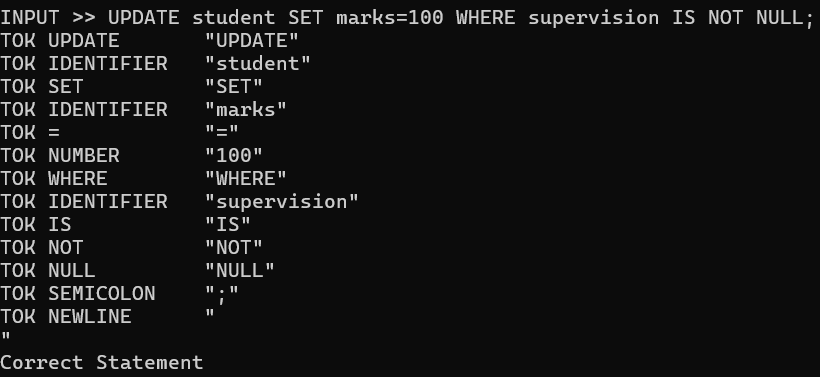 INPUT >> UPDATE student SET marks=100 WHERE supervision IS NOT NULL;
TOK UPDATE       "UPDATE"
TOK IDENTIFIER   "student"
TOK SET          "SET"
TOK IDENTIFIER   "marks"
TOK =            "="
TOK NUMBER       "100"
TOK WHERE        "WHERE"
TOK IDENTIFIER   "supervision"
TOK IS           "IS"
TOK NOT          "NOT"
TOK NULL         "NULL"
TOK SEMICOLON    ";"
TOK NEWLINE      "
"
Correct Statement